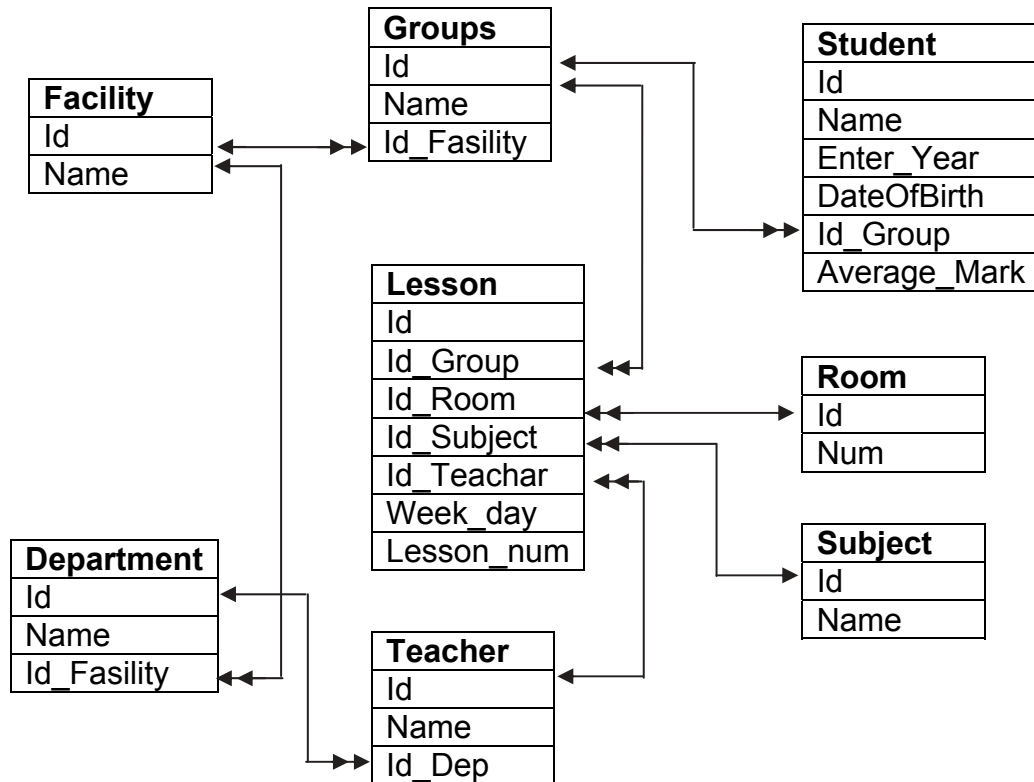 Groups
Id
Name
Id_Fasility
Student
Id
Name
Enter_Year
DateOfBirth
Id_Group
Average_Mark
Facility
Id
Name
Lesson
Id
Id_Group
Id_Room
Id_Subject
Id_Teachar
Week_day
Lesson_num
Room
Id
Num
Subject
Id
Name
Department
Id
Name
Id_Fasility
Teacher
Id
Name
Id_Dep